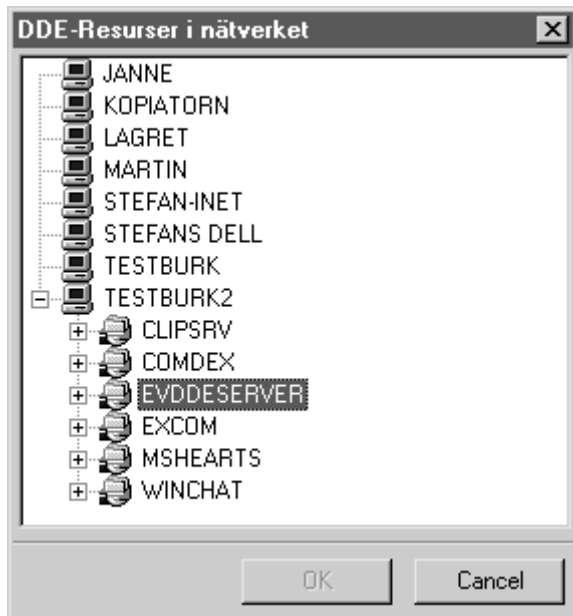 DDE-Resurser i nätverket
JANNE
KOPIATORN
LAGRET
MARTIN
STEFAN-INET
STEFANS DELL
TESTBURK
TESTBURK2
CLIPSRV
COMDEX
EVDDESERVER
EXCOM
MSHEARTS
WINCHAT
OK Cancel